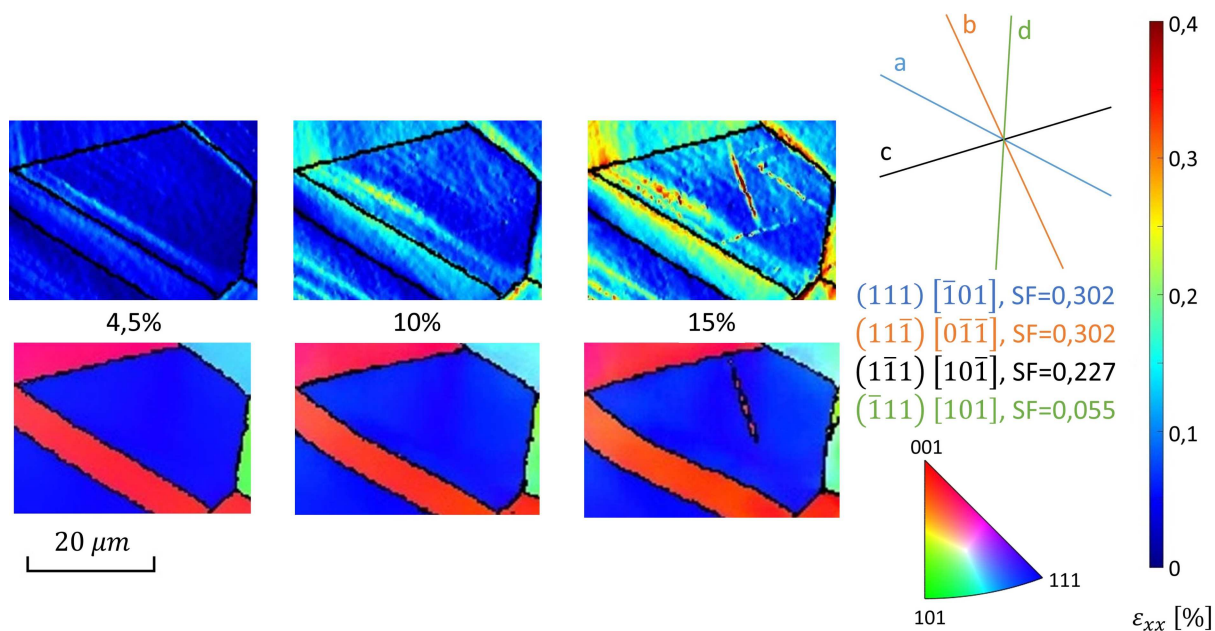 0,4
b
d
a
0,3
c
0,2
(111) [1̄01], SF=0,302
4,5%
10%
15%
(111̄) [01̄1̄], SF=0,302
(11̄1) [101̄], SF=0,227
(1̄11) [101], SF=0,055
0,1
001
20 μm
111
0
101
εxx [%]